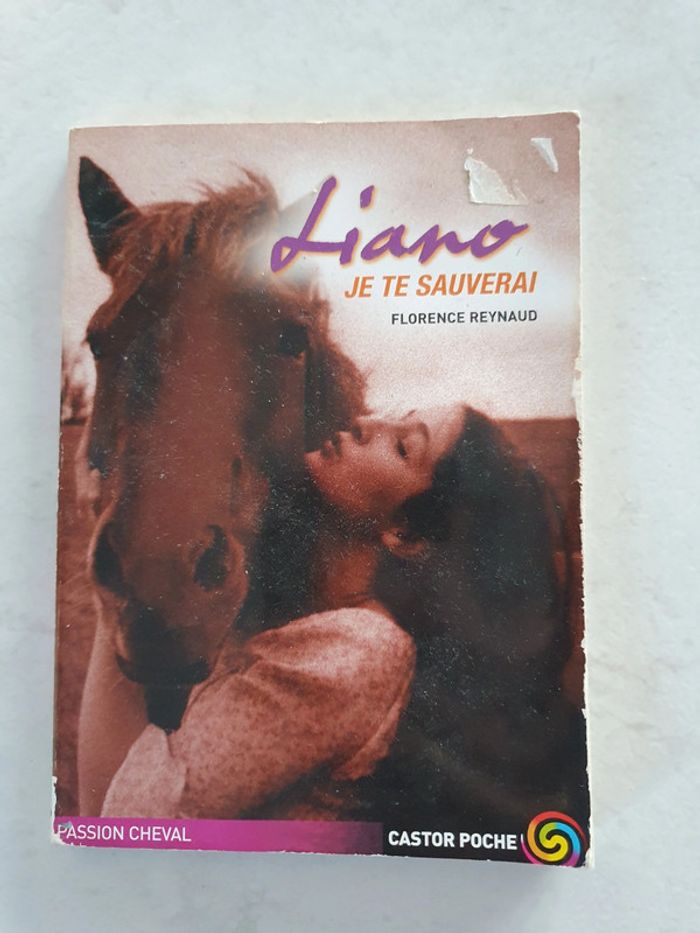 Liano
JE TE SAUVERAI
FLORENCE REYNAUD
PASSION CHEVAL
CASTOR POCHE